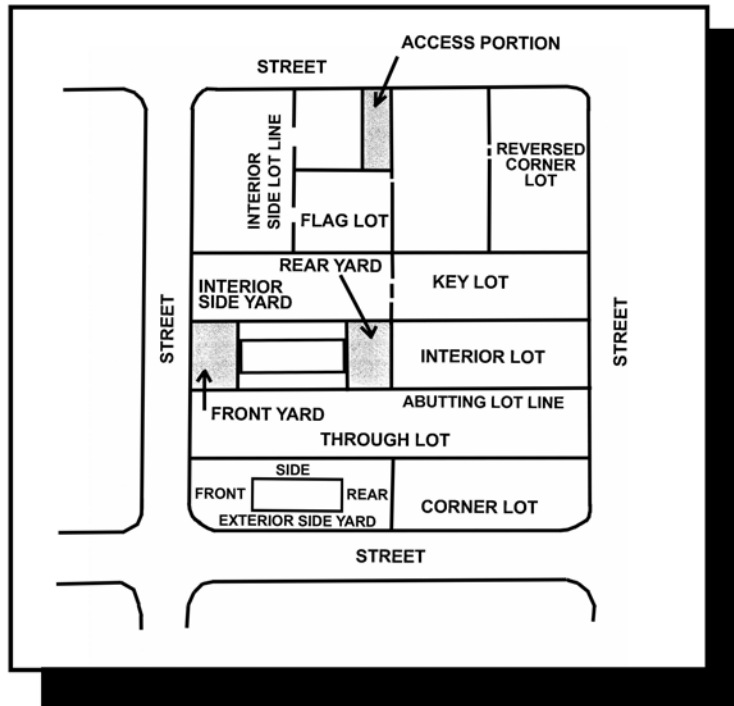 ACCESS PORTION
STREET
INTERIOR
SIDE LOT LINE
REVERSED
CORNER
LOT
FLAG LOT
REAR YARD
INTERIOR
SIDE YARD
KEY LOT
STREET
STREET
INTERIOR LOT
ABUTTING LOT LINE
FRONT YARD
THROUGH LOT
SIDE
FRONT
REAR
EXTERIOR SIDE YARD
CORNER LOT
STREET